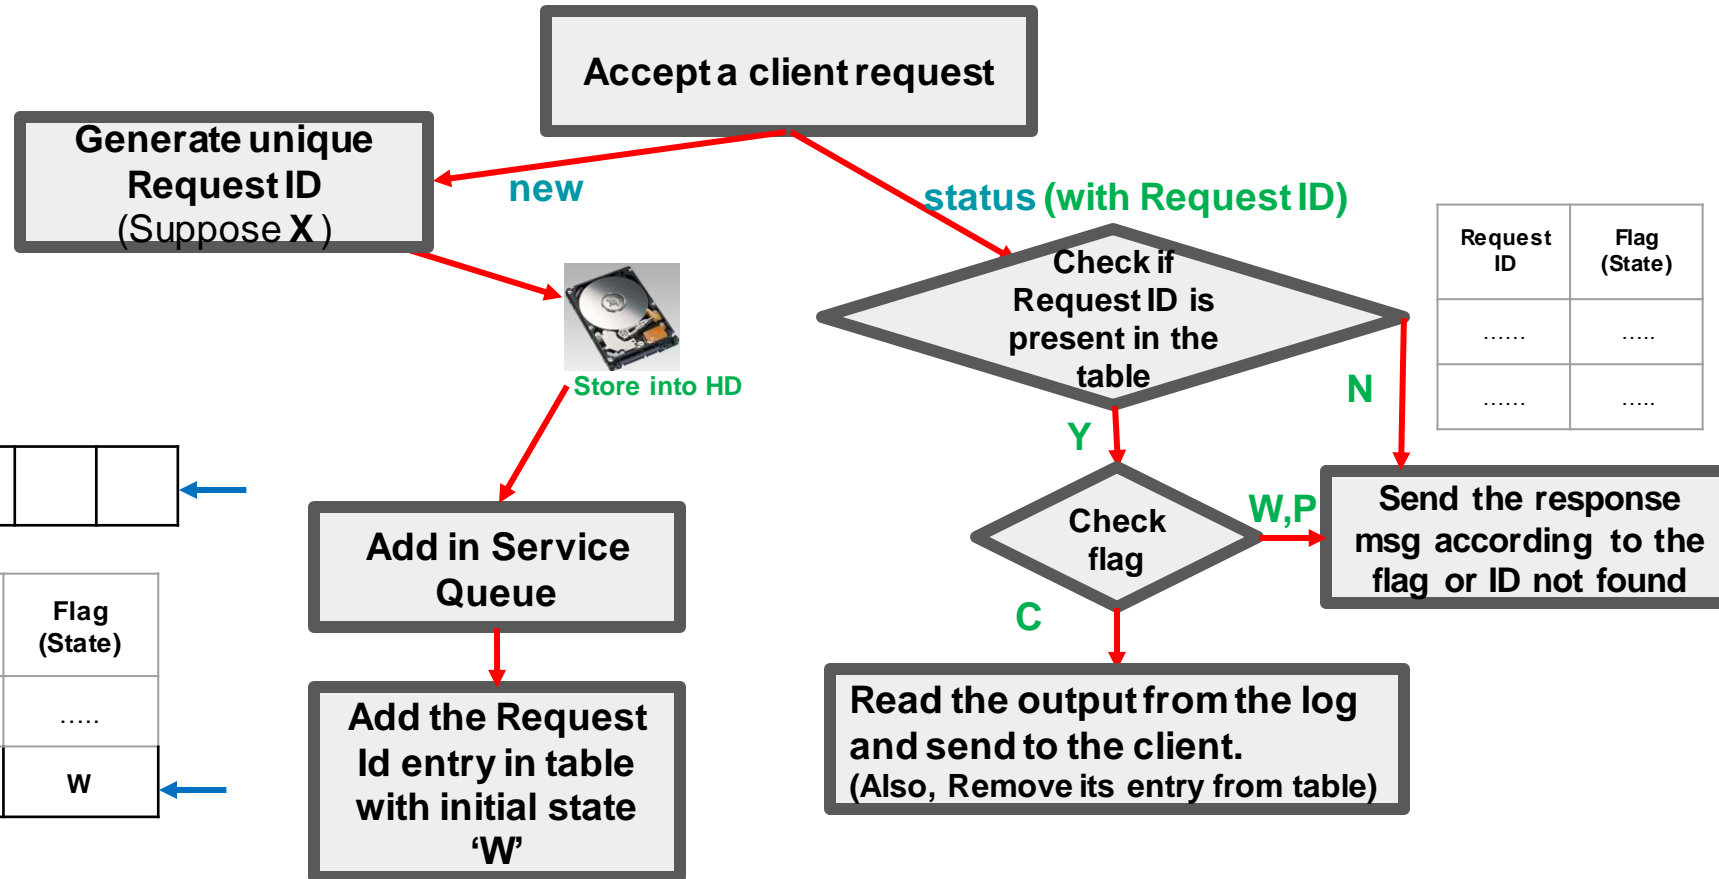 Accept a client request
Generate unique
Request ID
(Suppose X )
new
status (with Request ID)
Request
ID
Flag
(State)
……
…..
……
…..
Check if
Request ID is
present in the
table
Store into HD
N
Y
Add in Service
Queue
Check
flag
W,P
Send the response
msg according to the
flag or ID not found
C
Flag
(State)
…..
W
Add the Request
Id entry in table
with initial state
‘W’
Read the output from the log
and send to the client.
(Also, Remove its entry from table)